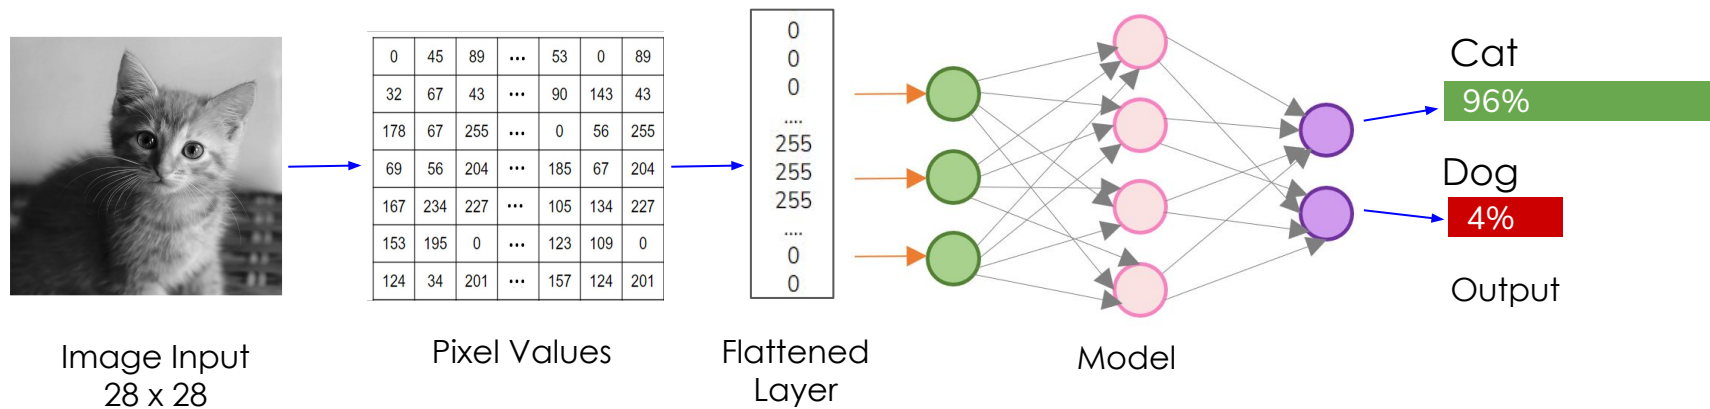 0 45 89 ... 53 0 89
32 67 43 ... 90 143 43
178 67 255 ... 0 56 255
69 56 204 ... 185 67 204
167 234 227 ... 105 134 227
153 195 0 ... 123 109 0
124 34 201 ... 157 124 201
0
0
0
....
255
255
255
....
0
0
Cat
96%
Dog
4%
Output
Image Input
28 x 28
Pixel Values
Flattened
Layer
Model